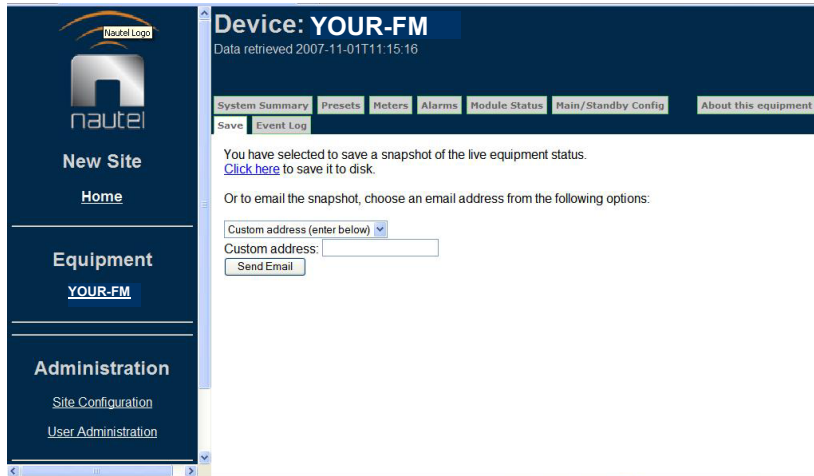 Nautel Logo
nautel
New Site
Home
Equipment
YOUR-FM
Administration
Site Configuration
User Administration
Device: YOUR-FM
Data retrieved 2007-11-01T11:15:16
System Summary Presets Meters Alarms Module Status Main/Standby Config About this equipment
Save Event Log
You have selected to save a snapshot of the live equipment status.
Click here to save it to disk.
Or to email the snapshot, choose an email address from the following options:
Custom address (enter below)
Custom address:
Send Email